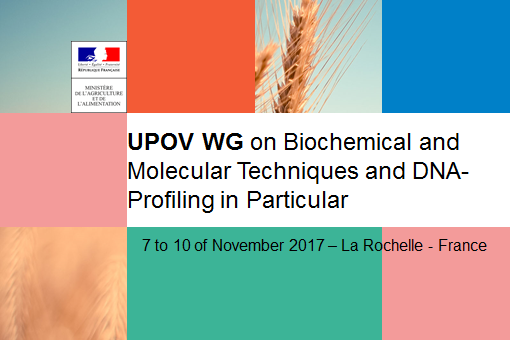 Liberté • Égalité • Fraternité
RÉPUBLIQUE FRANÇAISE
MINISTÈRE
DE L'AGRICULTURE
ET DE
L'ALIMENTATION
UPOV WG on Biochemical and
Molecular Techniques and DNA-
Profiling in Particular
7 to 10 of November 2017 – La Rochelle - France